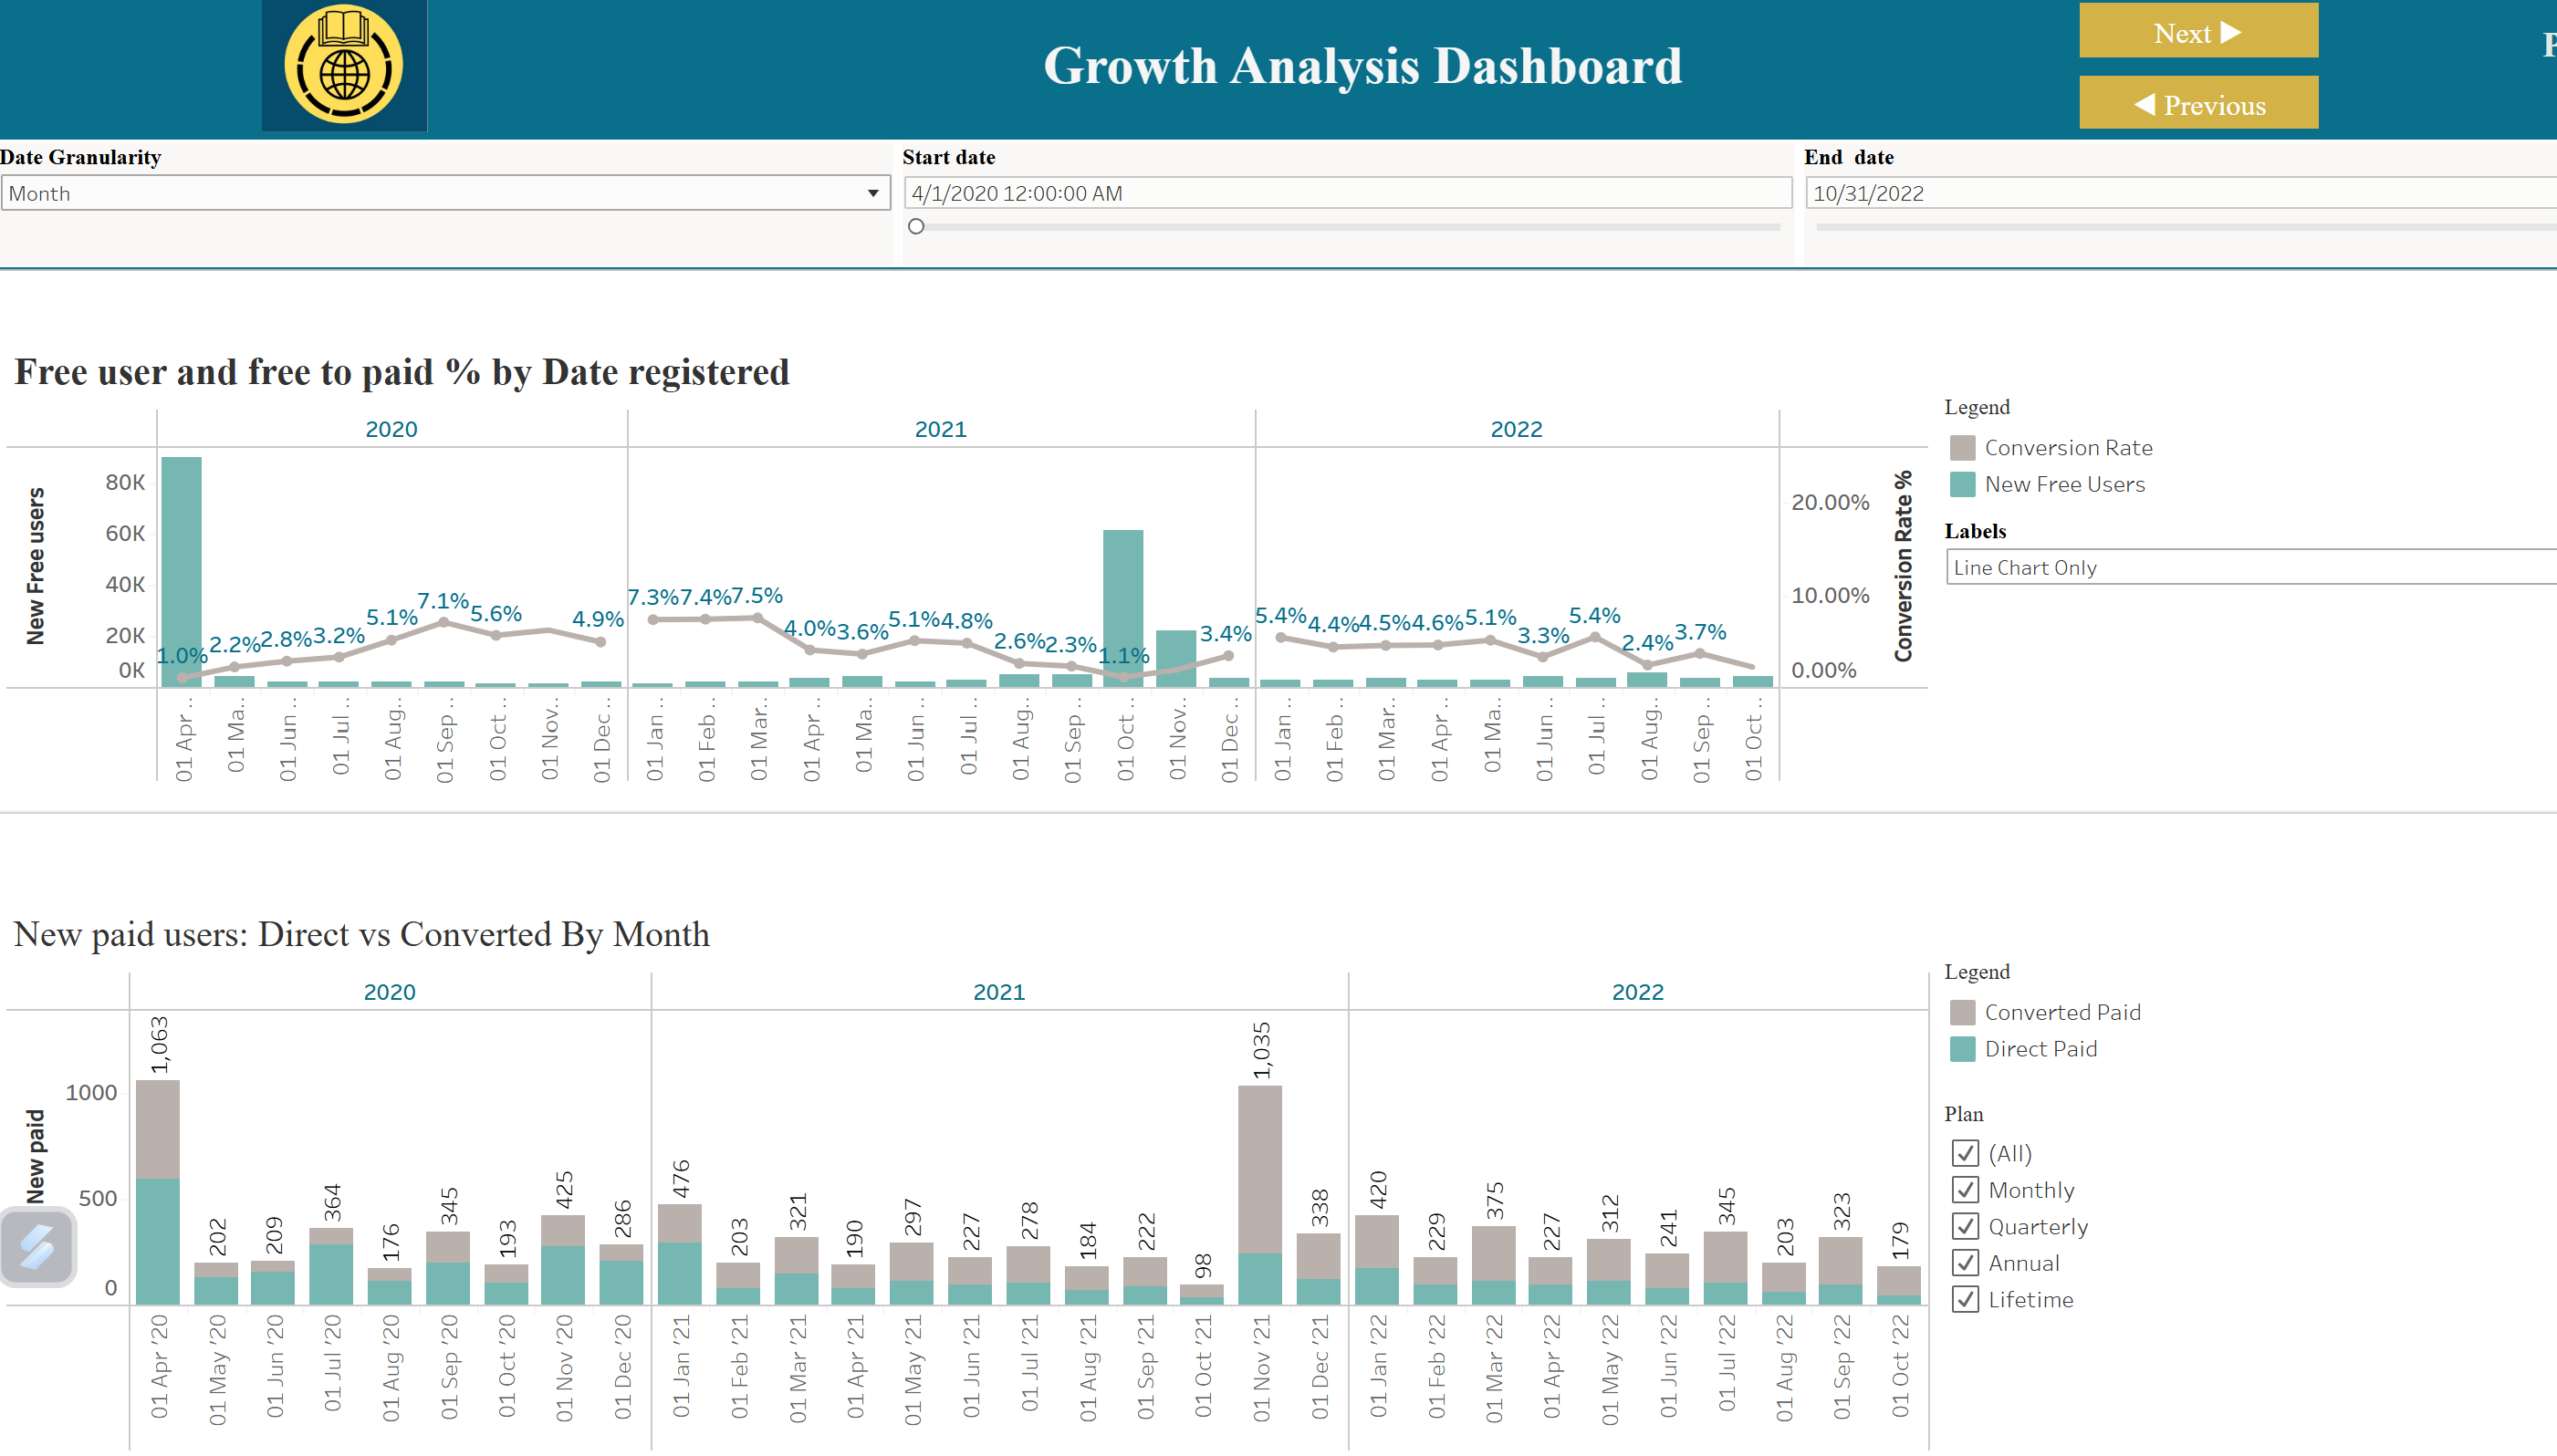 Growth Analysis Dashboard
Next ▶
◀ Previous
P
Date Granularity
Month
Start date
4/1/2020 12:00:00 AM
End date
10/31/2022
Free user and free to paid % by Date registered
2020 2021 2022
New Free users
80K
60K
40K
20K
0K
1.0% 2.2% 2.8% 3.2% 5.1% 7.1% 5.6% 4.9% 7.3% 7.4% 7.5% 4.0% 3.6% 5.1% 4.8% 2.6% 2.3% 1.1% 3.4% 5.4% 4.4% 4.5% 4.6% 5.1% 3.3% 5.4% 2.4% 3.7%
20.00%
10.00%
0.00%
Conversion Rate %
01 Apr .. 01 Ma.. 01 Jun .. 01 Jul .. 01 Aug.. 01 Sep .. 01 Oct .. 01 Nov.. 01 Dec .. 01 Jan .. 01 Feb .. 01 Mar.. 01 Apr .. 01 Ma.. 01 Jun .. 01 Jul .. 01 Aug.. 01 Sep .. 01 Oct .. 01 Nov.. 01 Dec .. 01 Jan .. 01 Feb .. 01 Mar.. 01 Apr .. 01 Ma.. 01 Jun .. 01 Jul .. 01 Aug.. 01 Sep .. 01 Oct ..
Legend
Conversion Rate
New Free Users
Labels
Line Chart Only
New paid users: Direct vs Converted By Month
2020 2021 2022
New paid
1000
500
0
1,063 202 209 364 176 345 193 425 286 476 203 321 190 297 227 278 184 222 98 1,035 338 420 229 375 227 312 241 345 203 323 179
01 Apr '20 01 May '20 01 Jun '20 01 Jul '20 01 Aug '20 01 Sep '20 01 Oct '20 01 Nov '20 01 Dec '20 01 Jan '21 01 Feb '21 01 Mar '21 01 Apr '21 01 May '21 01 Jun '21 01 Jul '21 01 Aug '21 01 Sep '21 01 Oct '21 01 Nov '21 01 Dec '21 01 Jan '22 01 Feb '22 01 Mar '22 01 Apr '22 01 May '22 01 Jun '22 01 Jul '22 01 Aug '22 01 Sep '22 01 Oct '22
Legend
Converted Paid
Direct Paid
Plan
(All)
Monthly
Quarterly
Annual
Lifetime